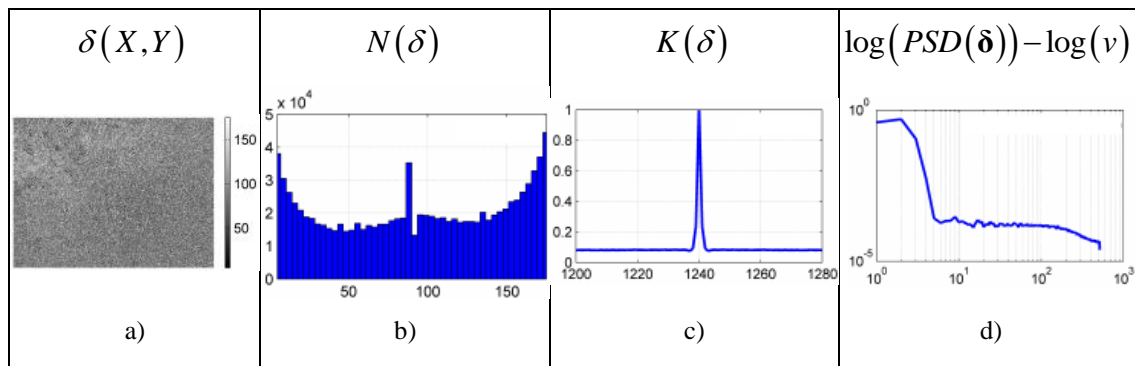 δ(X,Y)
N(δ)
K(δ)
log(PSD(δ))−log(v)
150
100
50
a)
x 10⁴
5
4
3
2
1
0
50 100 150
b)
1
0.8
0.6
0.4
0.2
0
1200 1220 1240 1260 1280
c)
10⁰
10⁻⁵
10⁰ 10¹ 10² 10³
d)